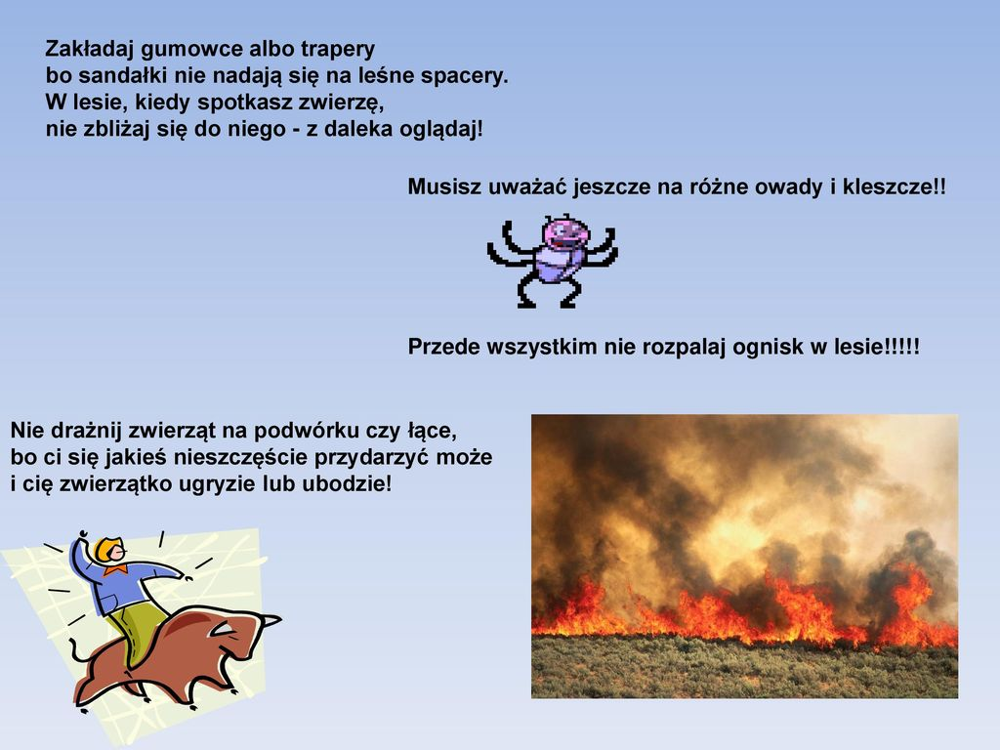 Zakładaj gumowce albo trapery
bo sandałki nie nadają się na leśne spacery.
W lesie, kiedy spotkasz zwierzę,
nie zbliżaj się do niego - z daleka oglądaj!
Musisz uważać jeszcze na różne owady i kleszcze!!
Przede wszystkim nie rozpalaj ognisk w lesie!!!!!
Nie drażnij zwierząt na podwórku czy łące,
bo ci się jakieś nieszczęście przydarzyć może
i cię zwierzątko ugryzie lub ubodzie!